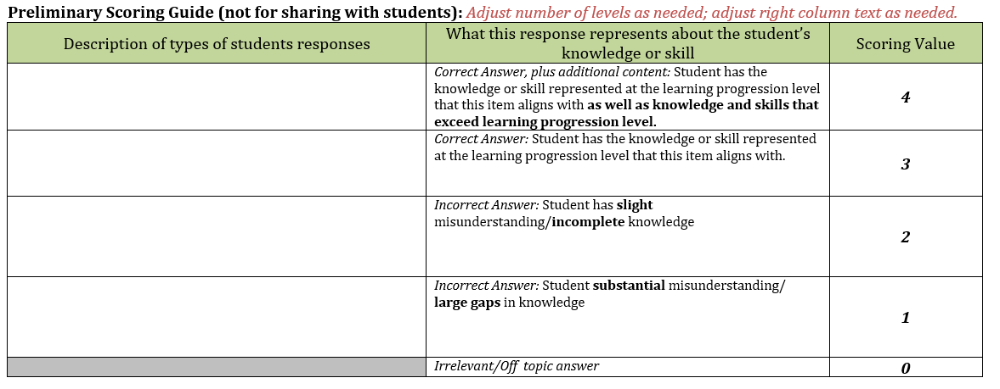 Preliminary Scoring Guide (not for sharing with students): Adjust number of levels as needed; adjust right column text as needed.
Description of types of students responses
What this response represents about the student's
knowledge or skill
Scoring Value
Correct Answer, plus additional content: Student has the
knowledge or skill represented at the learning progression level
that this item aligns with as well as knowledge and skills that
exceed learning progression level.
4
Correct Answer: Student has the knowledge or skill represented
at the learning progression level that this item aligns with.
3
Incorrect Answer: Student has slight
misunderstanding/incomplete knowledge
2
Incorrect Answer: Student substantial misunderstanding/
large gaps in knowledge
1
Irrelevant/Off topic answer
0